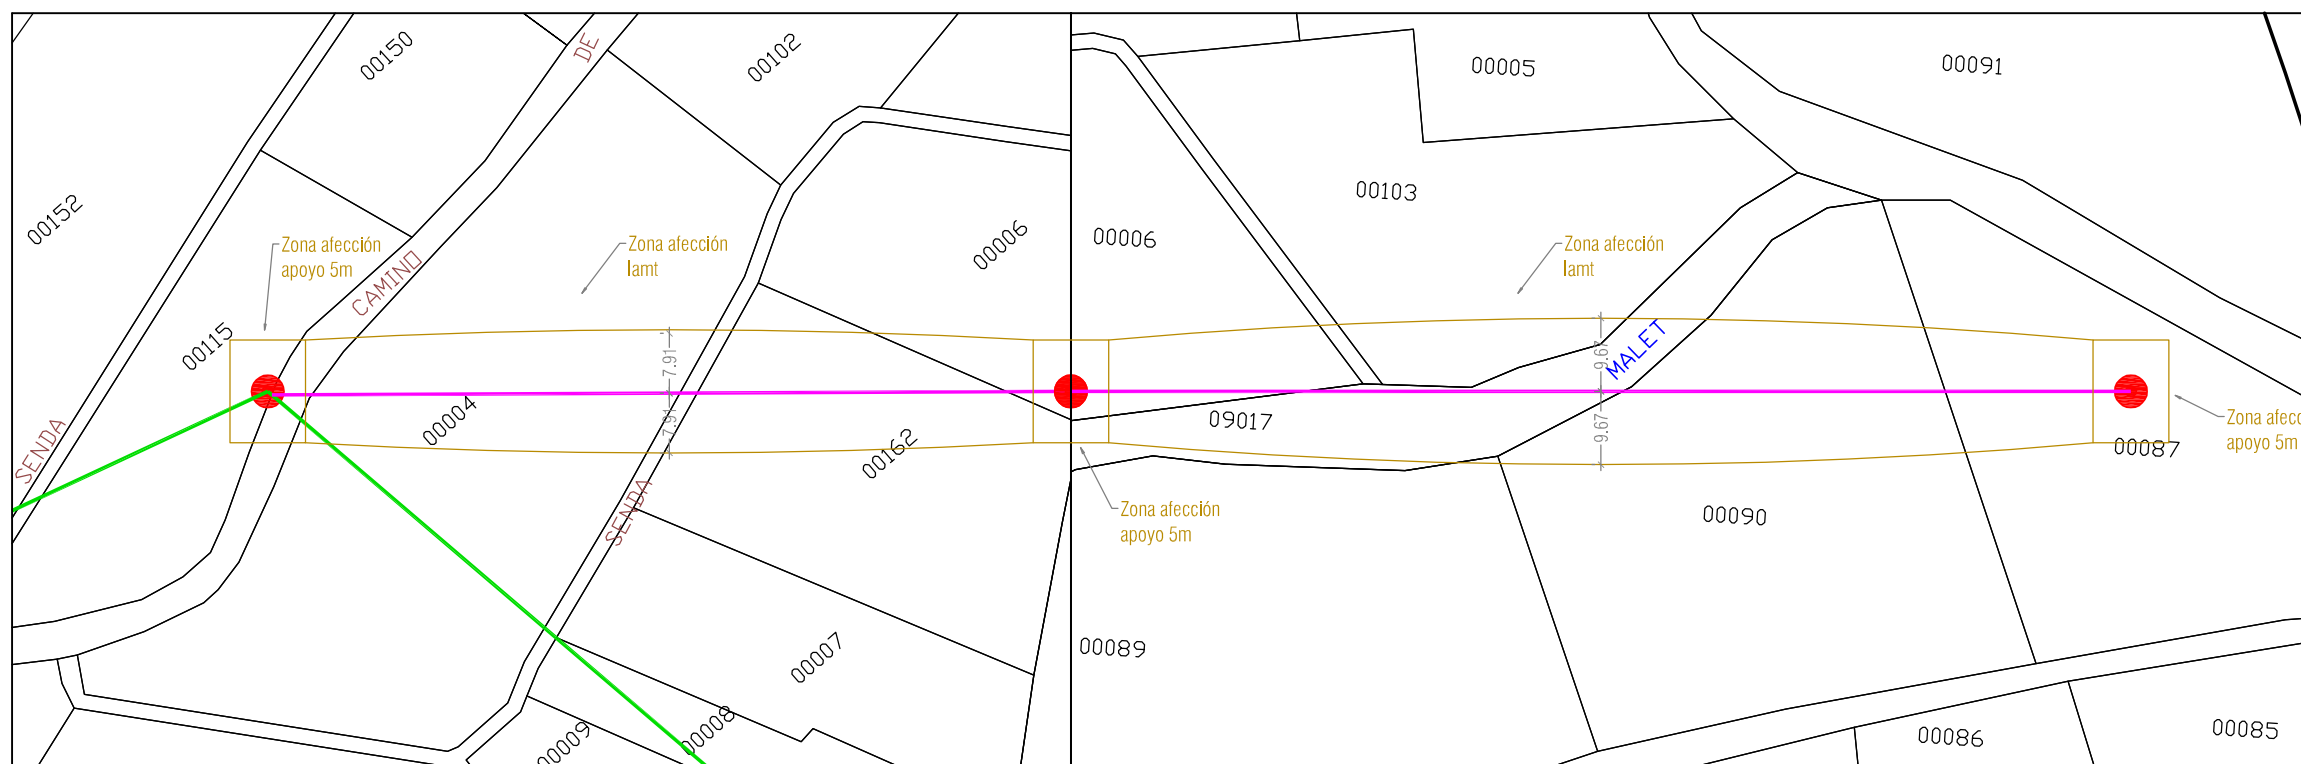 00150
DE
00102
00152
Zona afección
apoyo 5m
CAMINO
Zona afección
lamt
00006
00115
7.91
7.91
00004
SENDA
00162
SENDA
00007
00008
00009
00005
00091
00103
00006
Zona afección
lamt
MALET
9.67
9.67
09017
Zona afección
apoyo 5m
00087
apoyo 5m
00090
00089
00086
00085